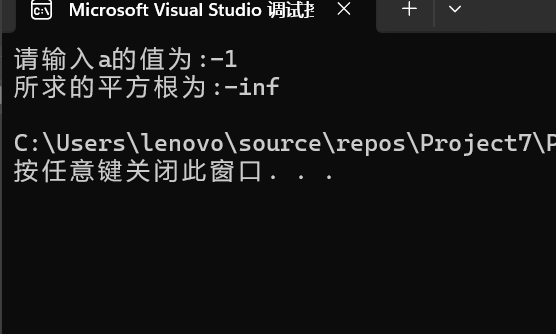 Microsoft Visual Studio 调试
请输入a的值为:-1
所求的平方根为:-inf
C:\Users\lenovo\source\repos\Project7\P
按任意键关闭此窗口. . .